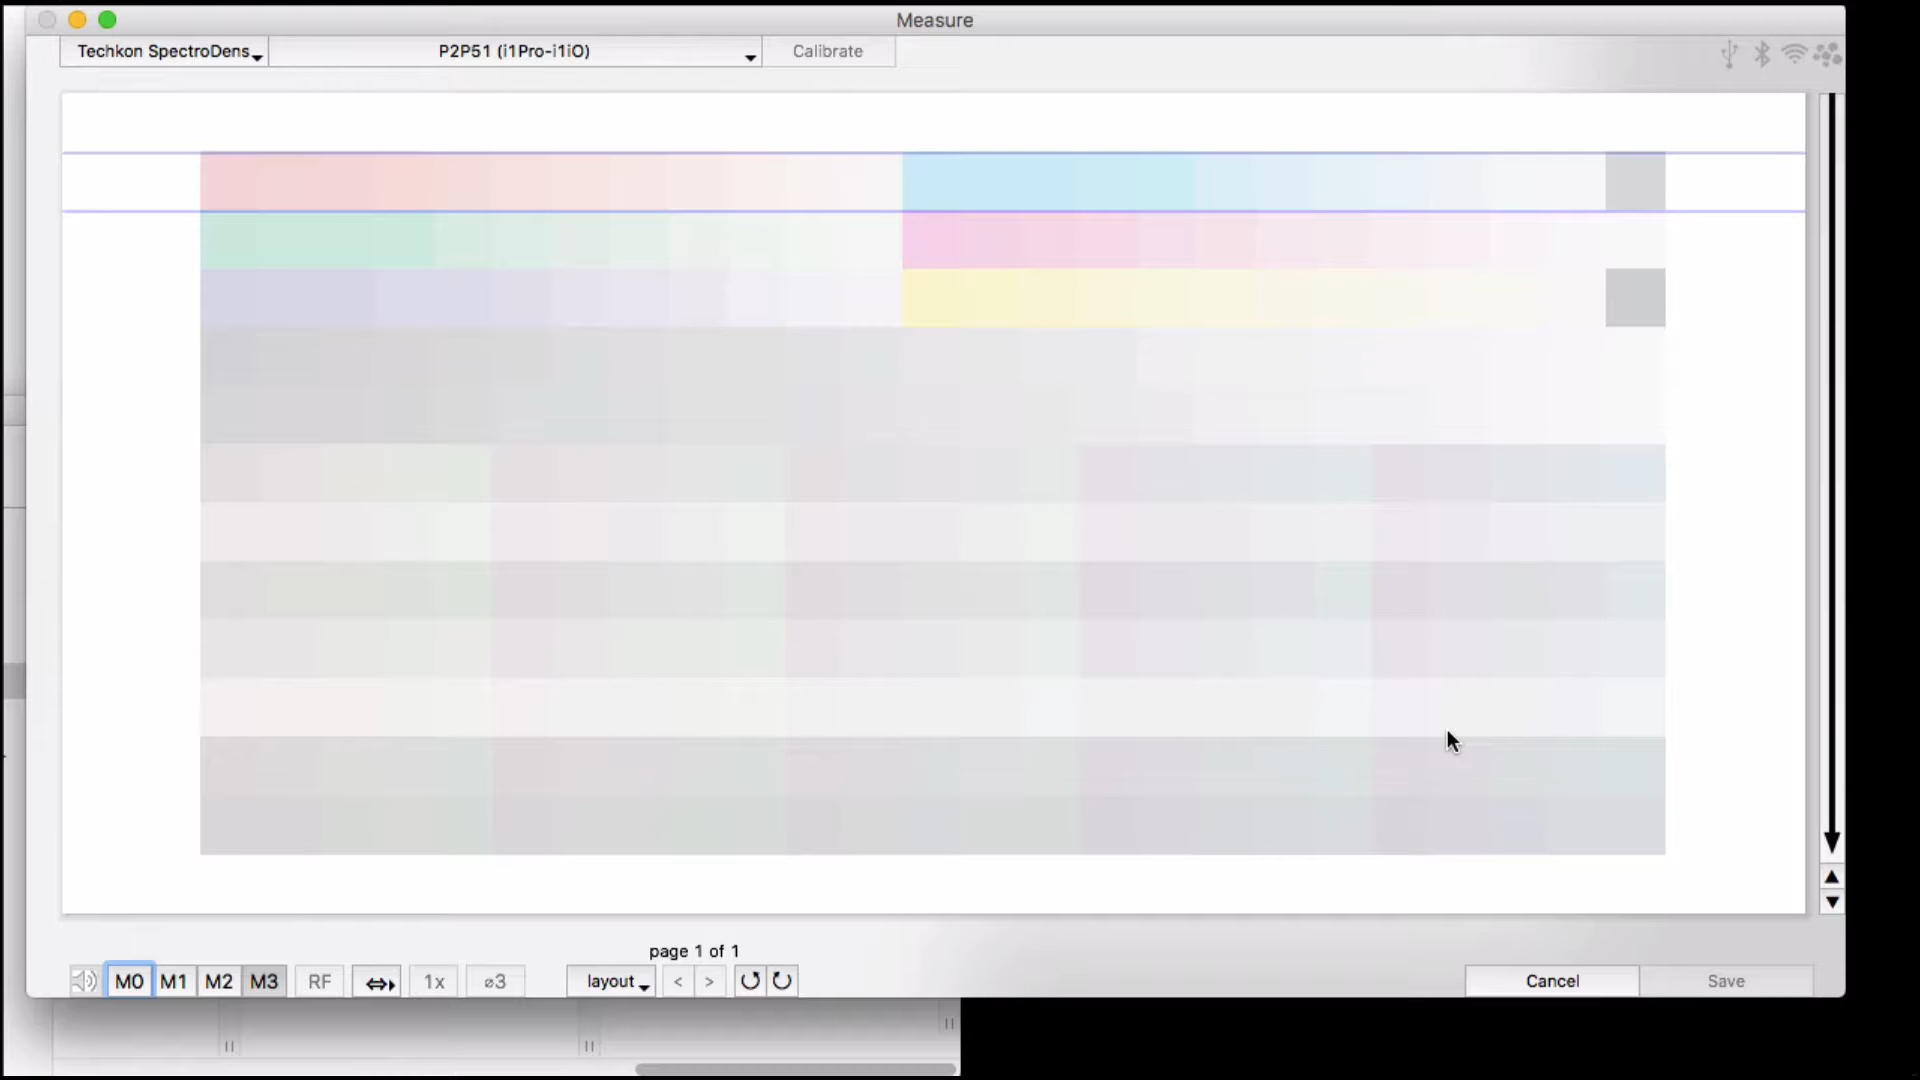 Measure
Techkon SpectroDens
P2P51 (i1Pro-i1iO)
Calibrate
page 1 of 1
M0
M1
M2
M3
RF
1x
⌀3
layout
<
>
Cancel
Save